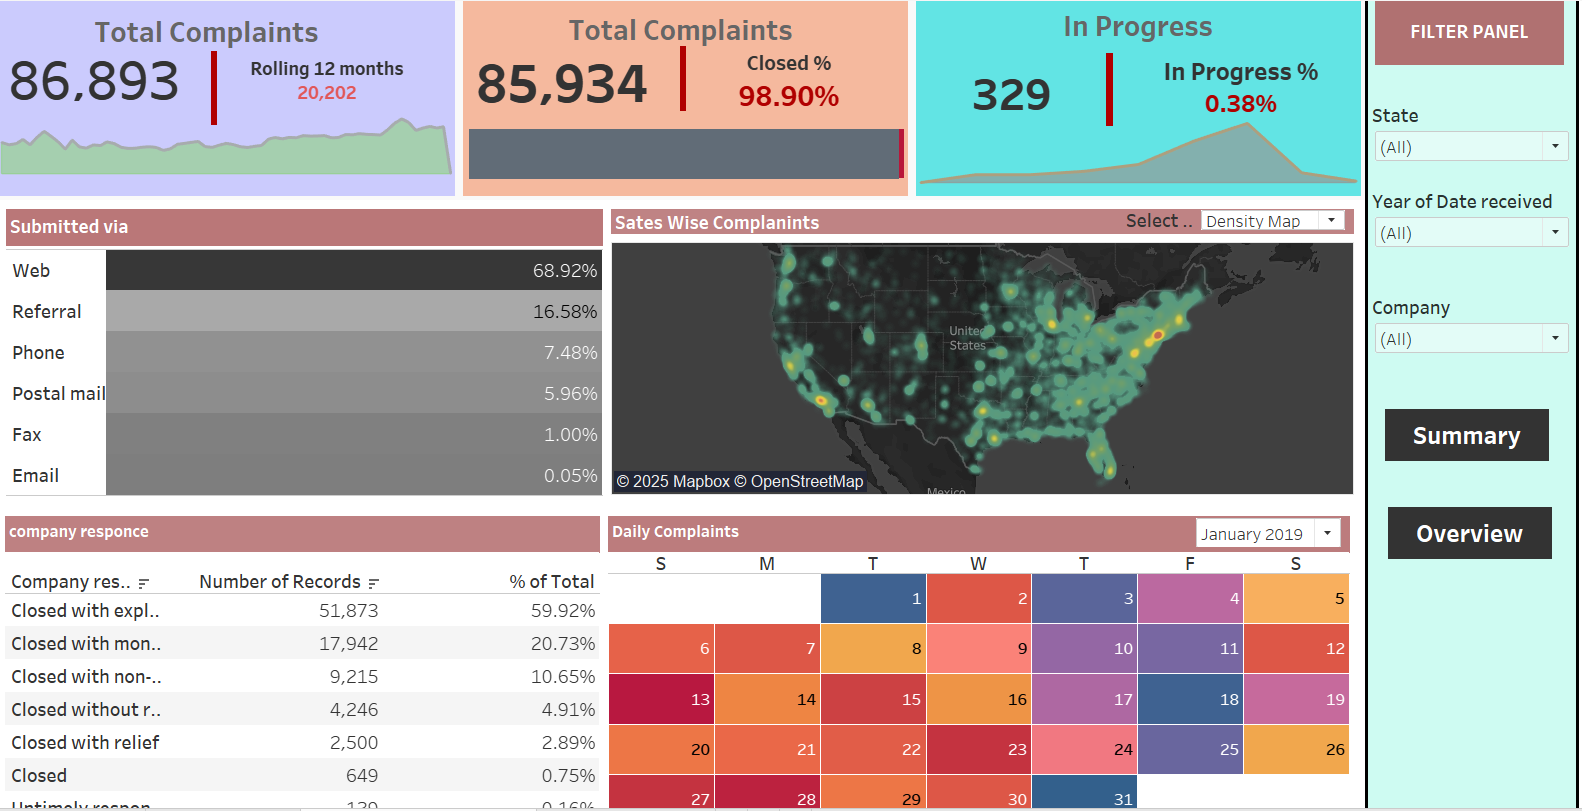 Total Complaints
86,893
Rolling 12 months
20,202
Total Complaints
85,934
Closed %
98.90%
In Progress
329
In Progress %
0.38%
FILTER PANEL
State
(All)
Year of Date received
(All)
Company
(All)
Summary
Overview
Submitted via
Web 68.92%
Referral 16.58%
Phone 7.48%
Postal mail 5.96%
Fax 1.00%
Email 0.05%
Sates Wise Complanints
Select .. Density Map
United
States
Mexico
© 2025 Mapbox © OpenStreetMap
company responce
Company res.. Number of Records % of Total
Closed with expl.. 51,873 59.92%
Closed with mon.. 17,942 20.73%
Closed with non-.. 9,215 10.65%
Closed without r.. 4,246 4.91%
Closed with relief 2,500 2.89%
Closed 649 0.75%
Untimely respon.. 139 0.16%
Daily Complaints January 2019
S M T W T F S
1 2 3 4 5
6 7 8 9 10 11 12
13 14 15 16 17 18 19
20 21 22 23 24 25 26
27 28 29 30 31